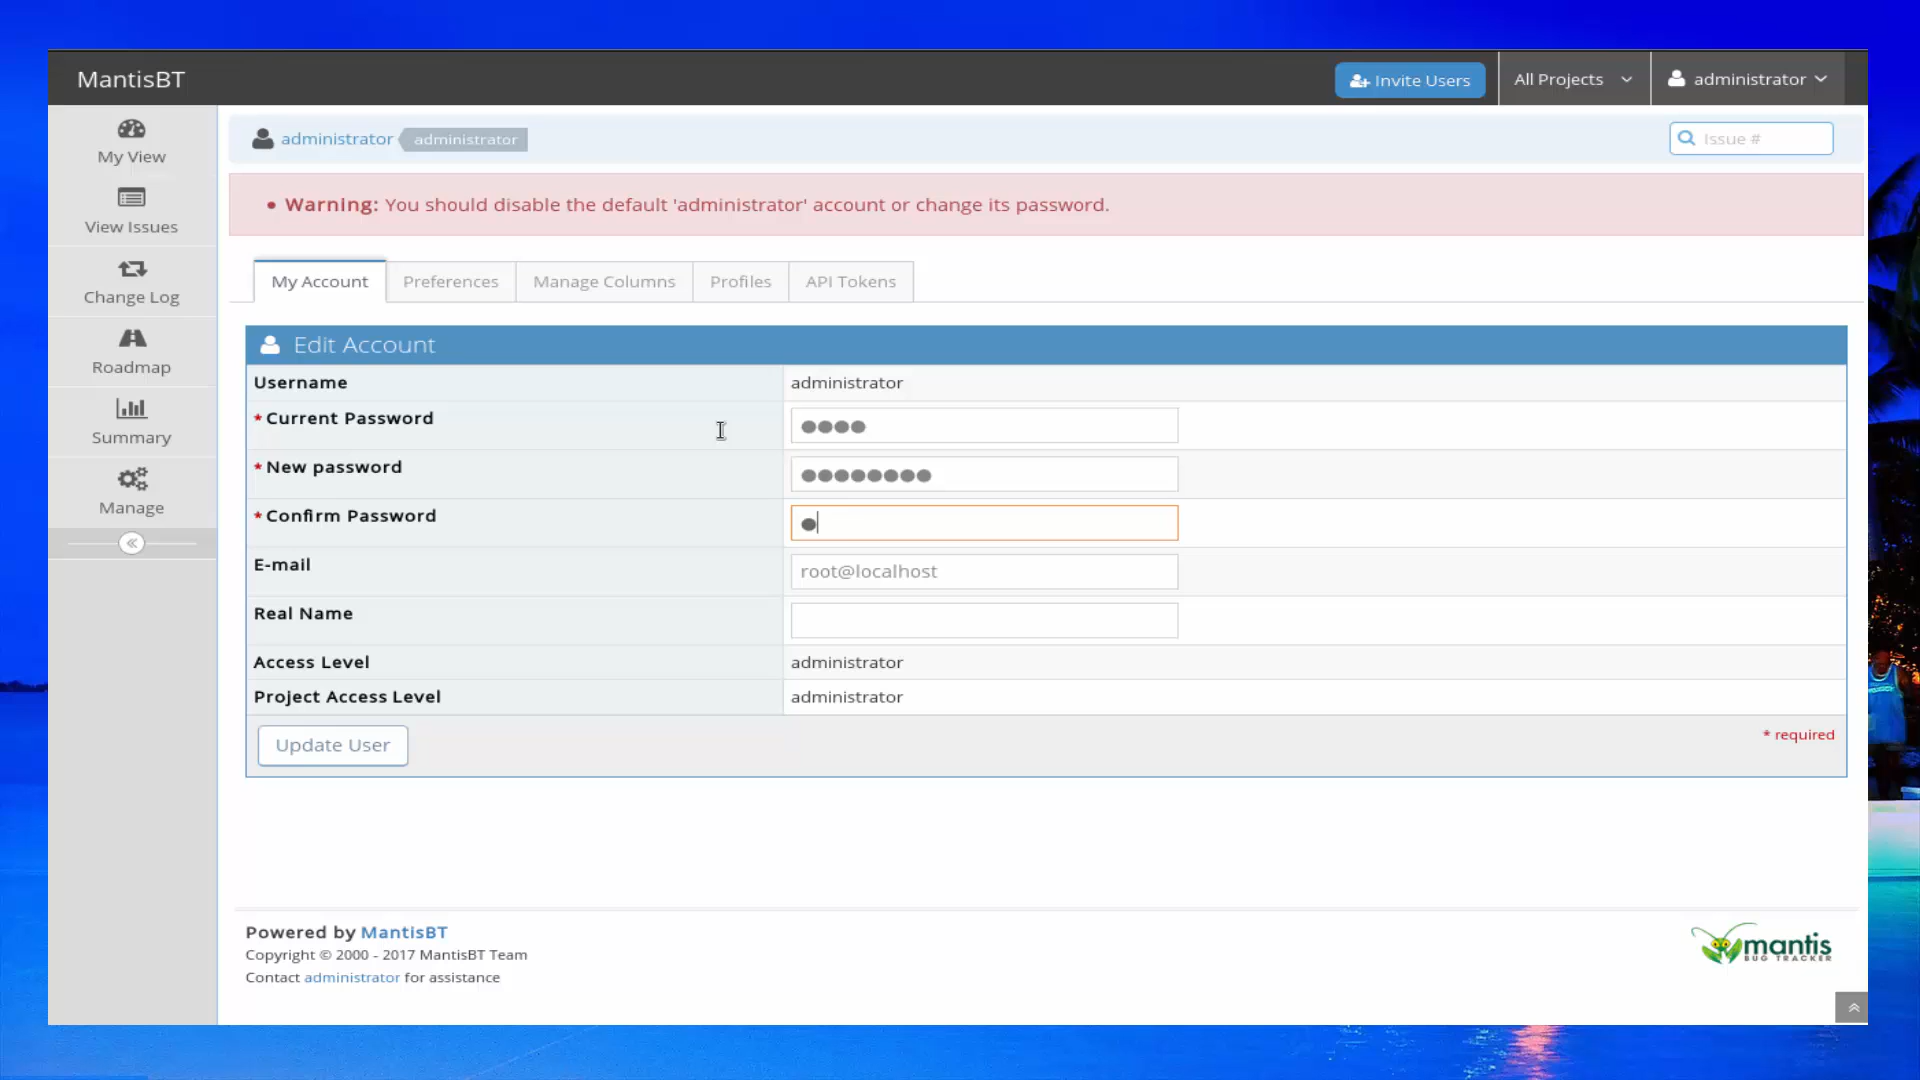 MantisBT
Invite Users
All Projects
administrator
My View
View Issues
Change Log
Roadmap
Summary
Manage
administrator
administrator
Issue #
Warning: You should disable the default 'administrator' account or change its password.
My Account
Preferences
Manage Columns
Profiles
API Tokens
Edit Account
Username
administrator
* Current Password
* New password
* Confirm Password
E-mail
root@localhost
Real Name
Access Level
administrator
Project Access Level
administrator
Update User
* required
Powered by MantisBT
Copyright © 2000 - 2017 MantisBT Team
Contact administrator for assistance
mantis
BUG TRACKER